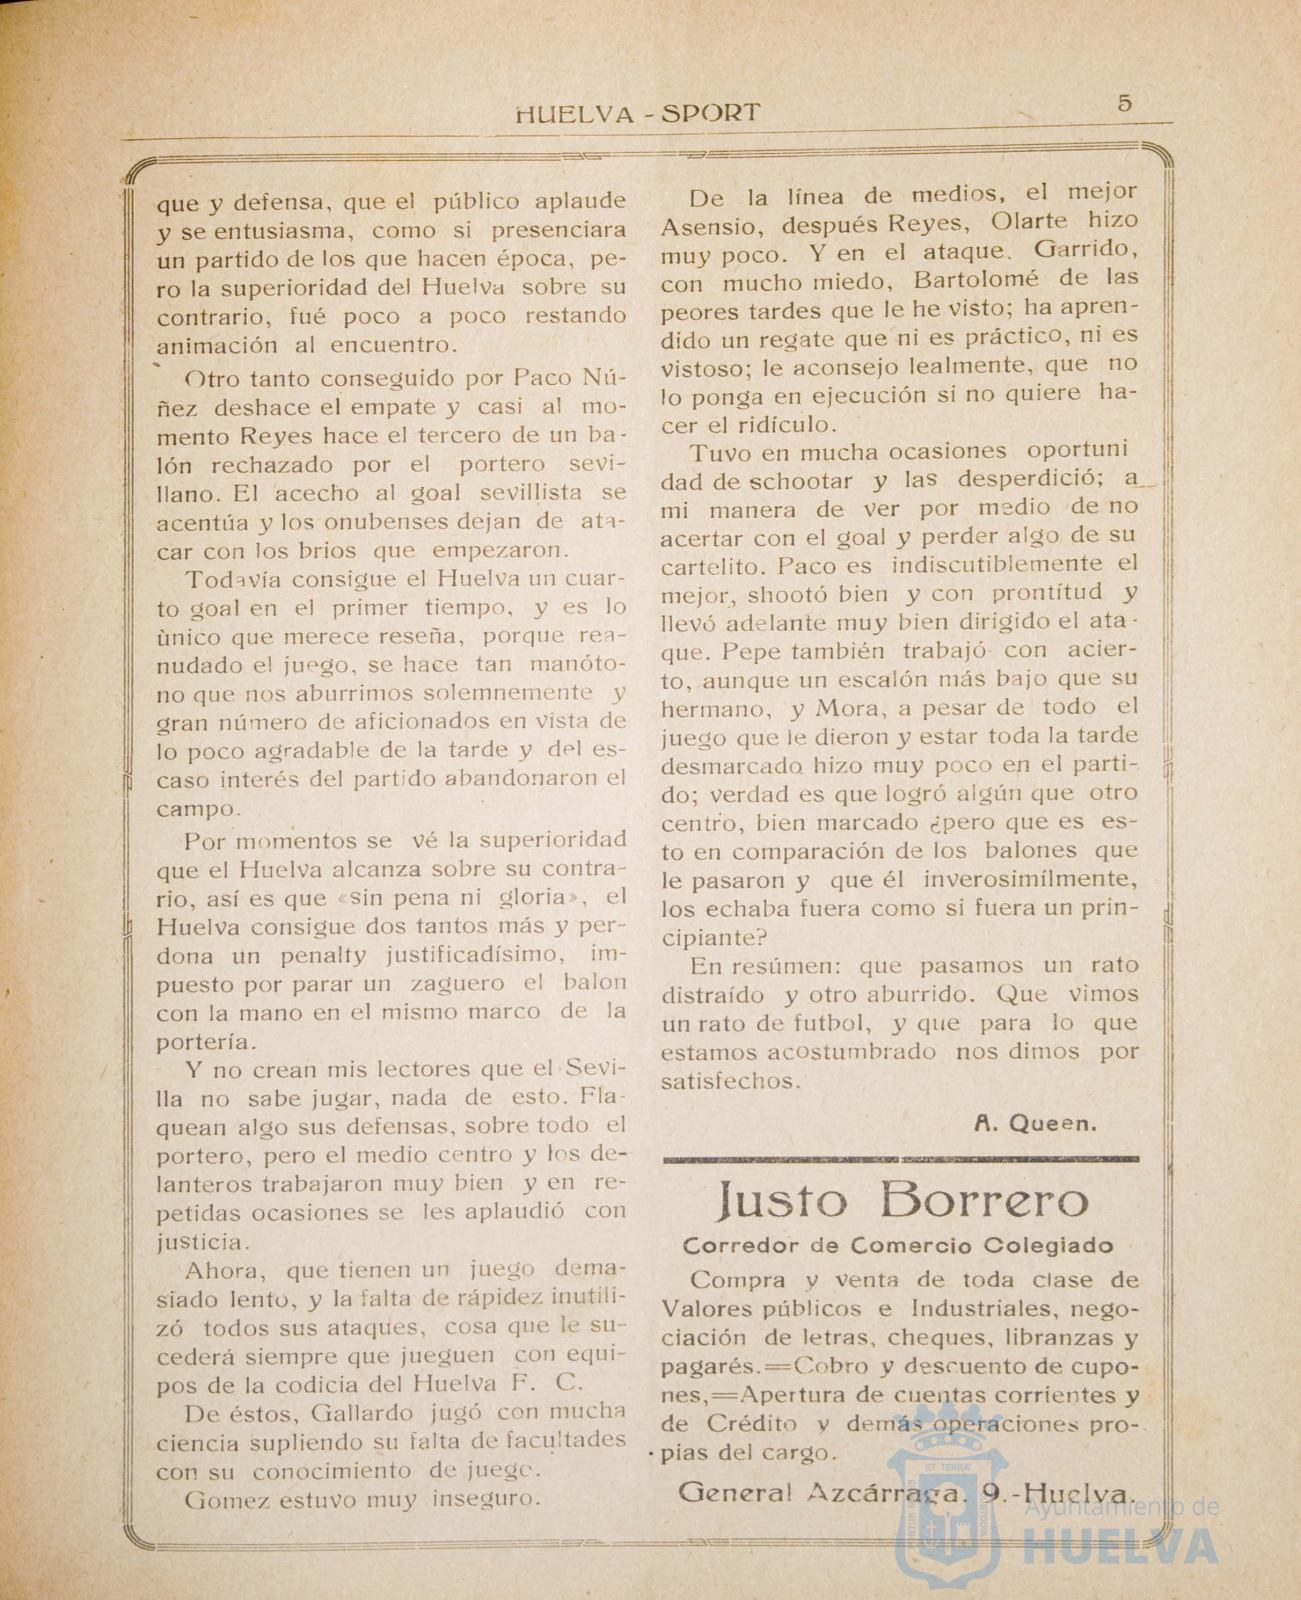 HUELVA - SPORT
5
que y defensa, que el público aplaude
y se entusiasma, como si presenciara
un partido de los que hacen época, pe-
ro la superioridad del Huelva sobre su
contrario, fué poco a poco restando
animación al encuentro.
Otro tanto conseguido por Paco Nú-
ñez deshace el empate y casi al mo-
mento Reyes hace el tercero de un ba-
lón rechazado por el portero sevi-
llano. El acecho al goal sevillista se
acentúa y los onubenses dejan de ata-
car con los brios que empezaron.
Todavía consigue el Huelva un cuar-
to goal en el primer tiempo, y es lo
ùnico que merece reseña, porque rea-
nudado el juego, se hace tan manóto-
no que nos aburrimos solemnemente y
gran número de aficionados en vista de
lo poco agradable de la tarde y del es-
caso interés del partido abandonaron el
campo.
Por momentos se vé la superioridad
que el Huelva alcanza sobre su contra-
rio, así es que «sin pena ni gloria», el
Huelva consigue dos tantos más y per-
dona un penalty justificadísimo, im-
puesto por parar un zaguero el balon
con la mano en el mismo marco de la
portería.
Y no crean mis lectores que el Sevi-
lla no sabe jugar, nada de esto. Fla-
quean algo sus defensas, sobre todo el
portero, pero el medio centro y los de-
lanteros trabajaron muy bien y en re-
petidas ocasiones se les aplaudió con
justicia.
Ahora, que tienen un juego dema-
siado lento, y la falta de rápidez inutili-
zó todos sus ataques, cosa que le su-
cederá siempre que jueguen con equi-
pos de la codicia del Huelva F. C.
De éstos, Gallardo jugó con mucha
ciencia supliendo su falta de facultades
con su conocimiento de juego.
Gomez estuvo muy inseguro.
De la línea de medios, el mejor
Asensio, después Reyes, Olarte hizo
muy poco. Y en el ataque. Garrido,
con mucho miedo, Bartolomé de las
peores tardes que le he visto; ha apren-
dido un regate que ni es práctico, ni es
vistoso; le aconsejo lealmente, que no
lo ponga en ejecución si no quiere ha-
cer el ridículo.
Tuvo en mucha ocasiones oportuni
dad de schootar y las desperdició; a
mi manera de ver por medio de no
acertar con el goal y perder algo de su
cartelito. Paco es indiscutiblemente el
mejor, shootó bien y con prontítud y
llevó adelante muy bien dirigido el ata-
que. Pepe también trabajó con acier-
to, aunque un escalón más bajo que su
hermano, y Mora, a pesar de todo el
juego que le dieron y estar toda la tarde
desmarcado hizo muy poco en el parti-
do; verdad es que logró algún que otro
centro, bien marcado ¿pero que es es-
to en comparación de los balones que
le pasaron y que él inverosimílmente,
los echaba fuera como si fuera un prin-
cipiante?
En resúmen: que pasamos un rato
distraído y otro aburrido. Que vimos
un rato de futbol, y que para lo que
estamos acostumbrado nos dimos por
satisfechos.
A. Queen.
Justo Borrero
Corredor de Comercio Colegiado
Compra y venta de toda clase de
Valores públicos e Industriales, nego-
ciación de letras, cheques, libranzas y
pagarés.=Cobro y descuento de cupo-
nes,=Apertura de cuentas corrientes y
de Crédito y demás operaciones pro-
pias del cargo.
General Azcárraga, 9.-Huelva.
ET TERRÆ
PORTUS MARIS
CUSTODIA
Ayuntamiento de
HUELVA